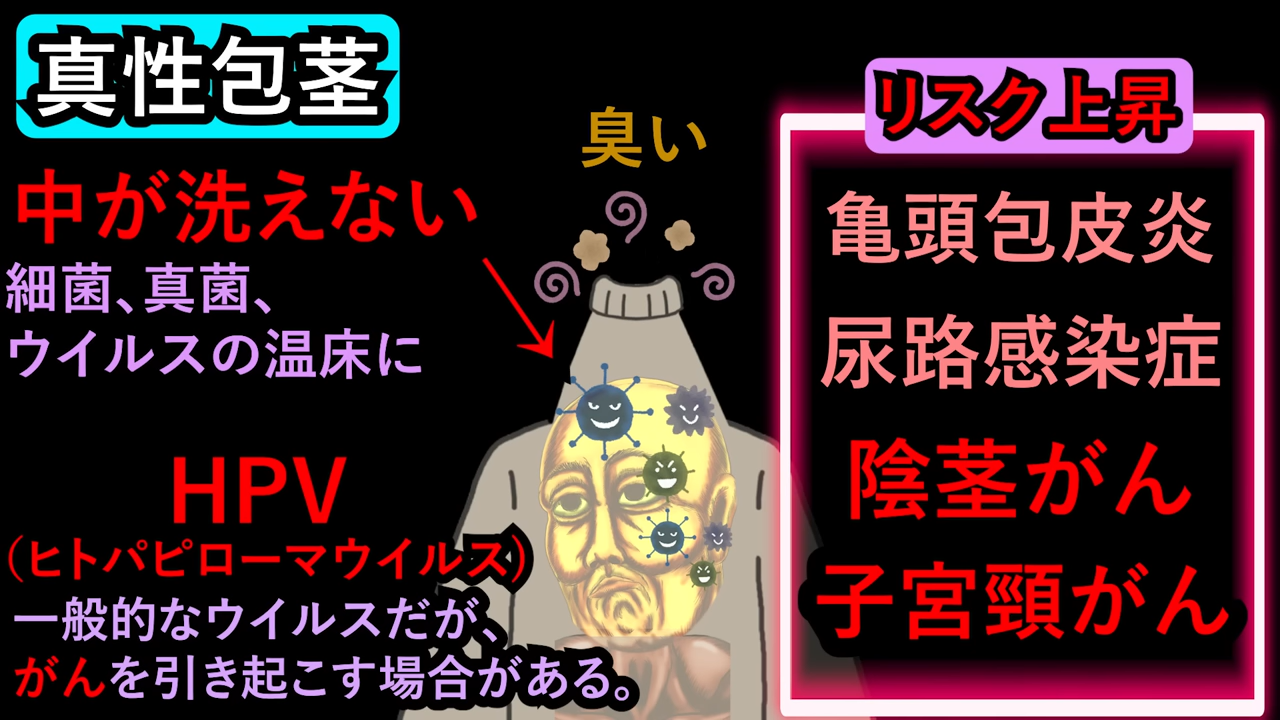 真性包茎
中が洗えない
細菌、真菌、
ウイルスの温床に
HPV
(ヒトパピローマウイルス)
一般的なウイルスだが、
がんを引き起こす場合がある。
臭い
リスク上昇
亀頭包皮炎
尿路感染症
陰茎がん
子宮頸がん